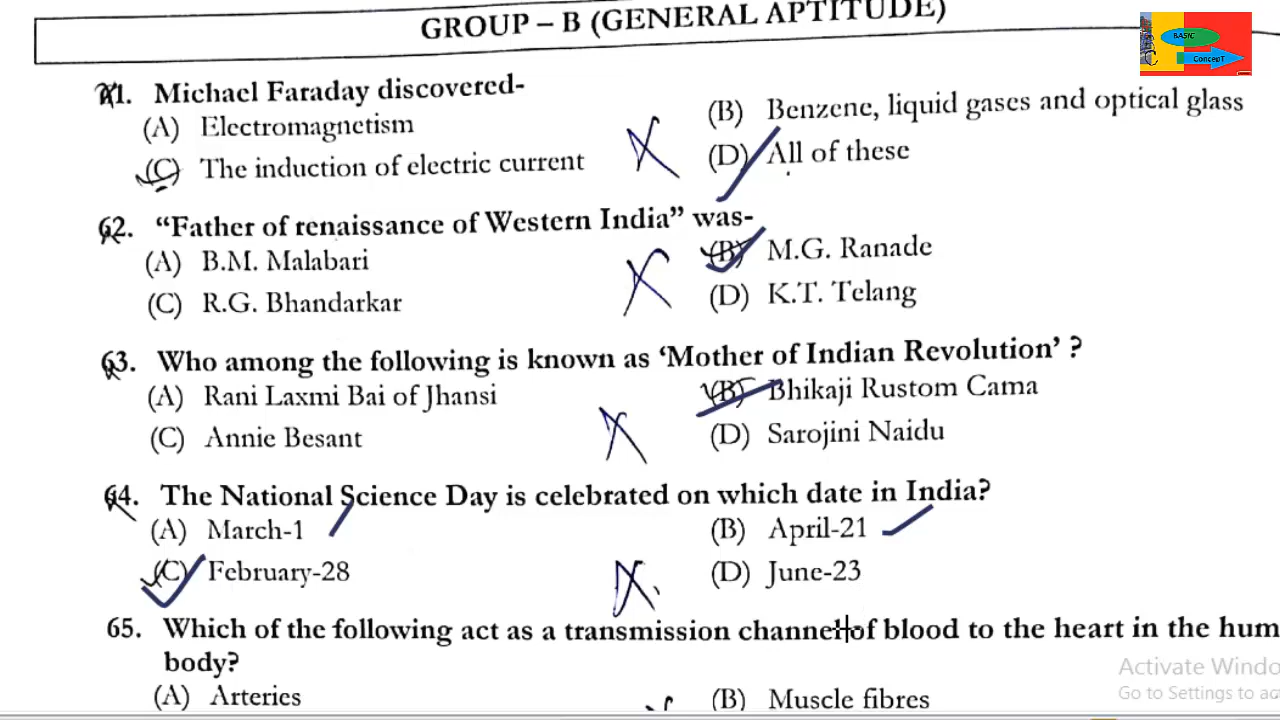 GROUP – B (GENERAL APTITUDE)
BASIC
ConcepT
61. Michael Faraday discovered-
(A) Electromagnetism
(B) Benzene, liquid gases and optical glass
(C) The induction of electric current
(D) All of these
62. “Father of renaissance of Western India” was-
(A) B.M. Malabari
(B) M.G. Ranade
(C) R.G. Bhandarkar
(D) K.T. Telang
63. Who among the following is known as ‘Mother of Indian Revolution’ ?
(A) Rani Laxmi Bai of Jhansi
(B) Bhikaji Rustom Cama
(C) Annie Besant
(D) Sarojini Naidu
64. The National Science Day is celebrated on which date in India?
(A) March-1
(B) April-21
(C) February-28
(D) June-23
65. Which of the following act as a transmission channel of blood to the heart in the hum
body?
(A) Arteries
(B) Muscle fibres
Activate Windo
Go to Settings to ac